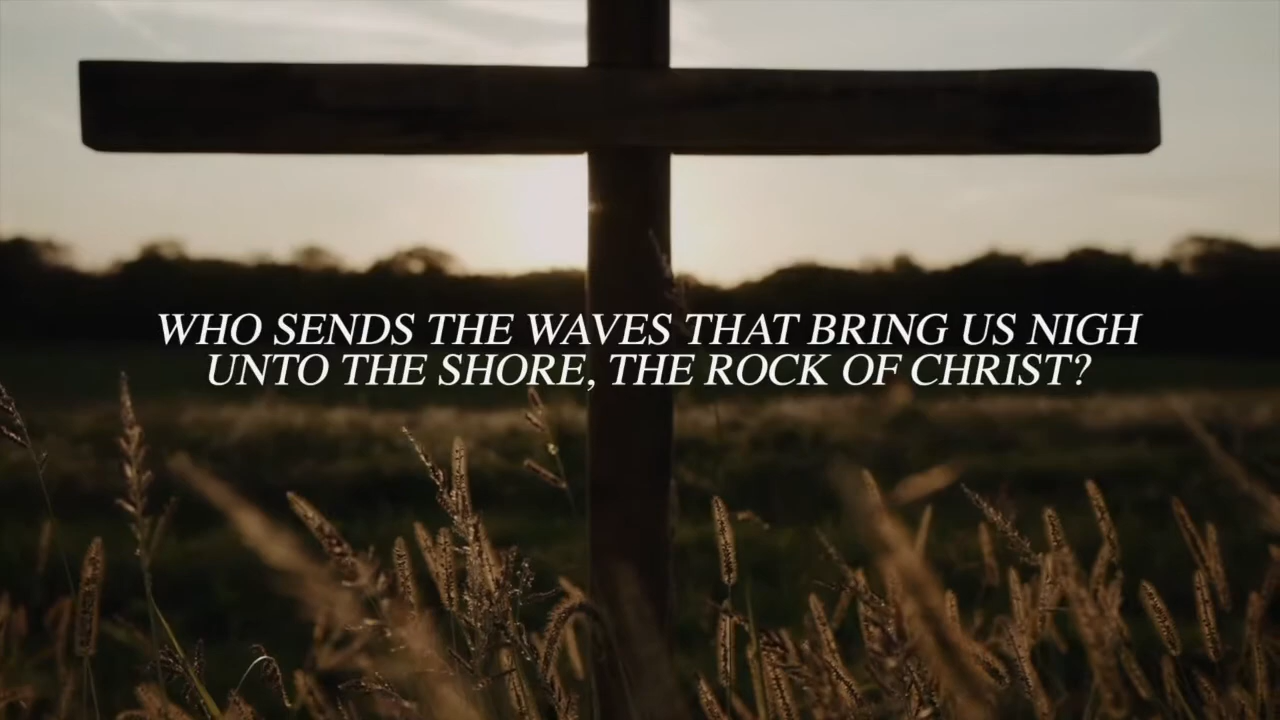 WHO SENDS THE WAVES THAT BRING US NIGH
UNTO THE SHORE, THE ROCK OF CHRIST?